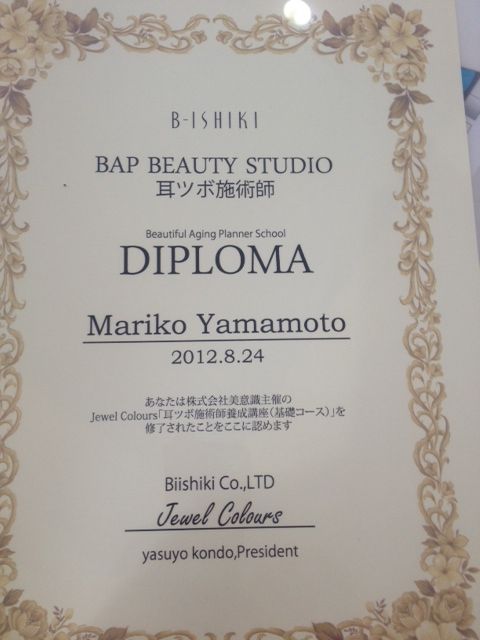 B-ISHIKI
BAP BEAUTY STUDIO
耳ツボ施術師
Beautiful Aging Planner School
DIPLOMA
Mariko Yamamoto
2012.8.24
あなたは株式会社美意識主催の
Jewel Colours「耳ツボ施術師養成講座(基礎コース)」を
修了されたことをここに認めます
Biishiki Co.,LTD
Jewel Colours
yasuyo kondo,President